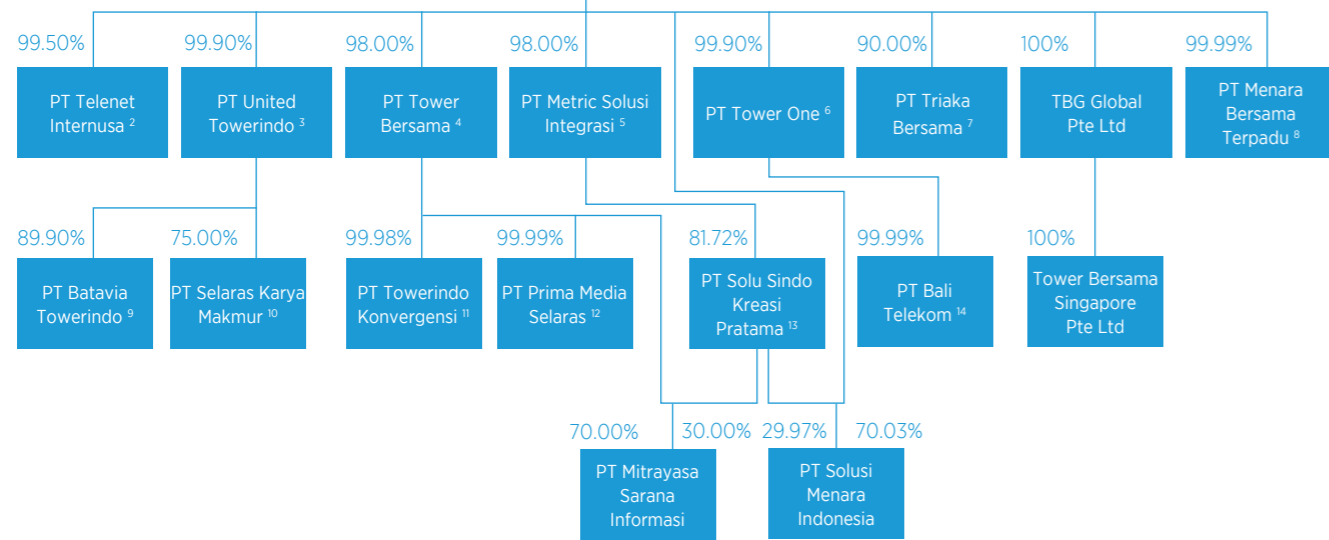 99.50%
99.90%
98.00%
98.00%
99.90%
90.00%
100%
99.99%
PT Telenet
Internusa 2
PT United
Towerindo 3
PT Tower
Bersama 4
PT Metric Solusi
Integrasi 5
PT Tower One 6
PT Triaka
Bersama 7
TBG Global
Pte Ltd
PT Menara
Bersama
Terpadu 8
89.90%
75.00%
99.98%
99.99%
81.72%
99.99%
100%
PT Batavia
Towerindo 9
PT Selaras Karya
Makmur 10
PT Towerindo
Konvergensi 11
PT Prima Media
Selaras 12
PT Solu Sindo
Kreasi
Pratama 13
PT Bali
Telekom 14
Tower Bersama
Singapore
Pte Ltd
70.00%
30.00%
29.97%
70.03%
PT Mitrayasa
Sarana
Informasi
PT Solusi
Menara
Indonesia